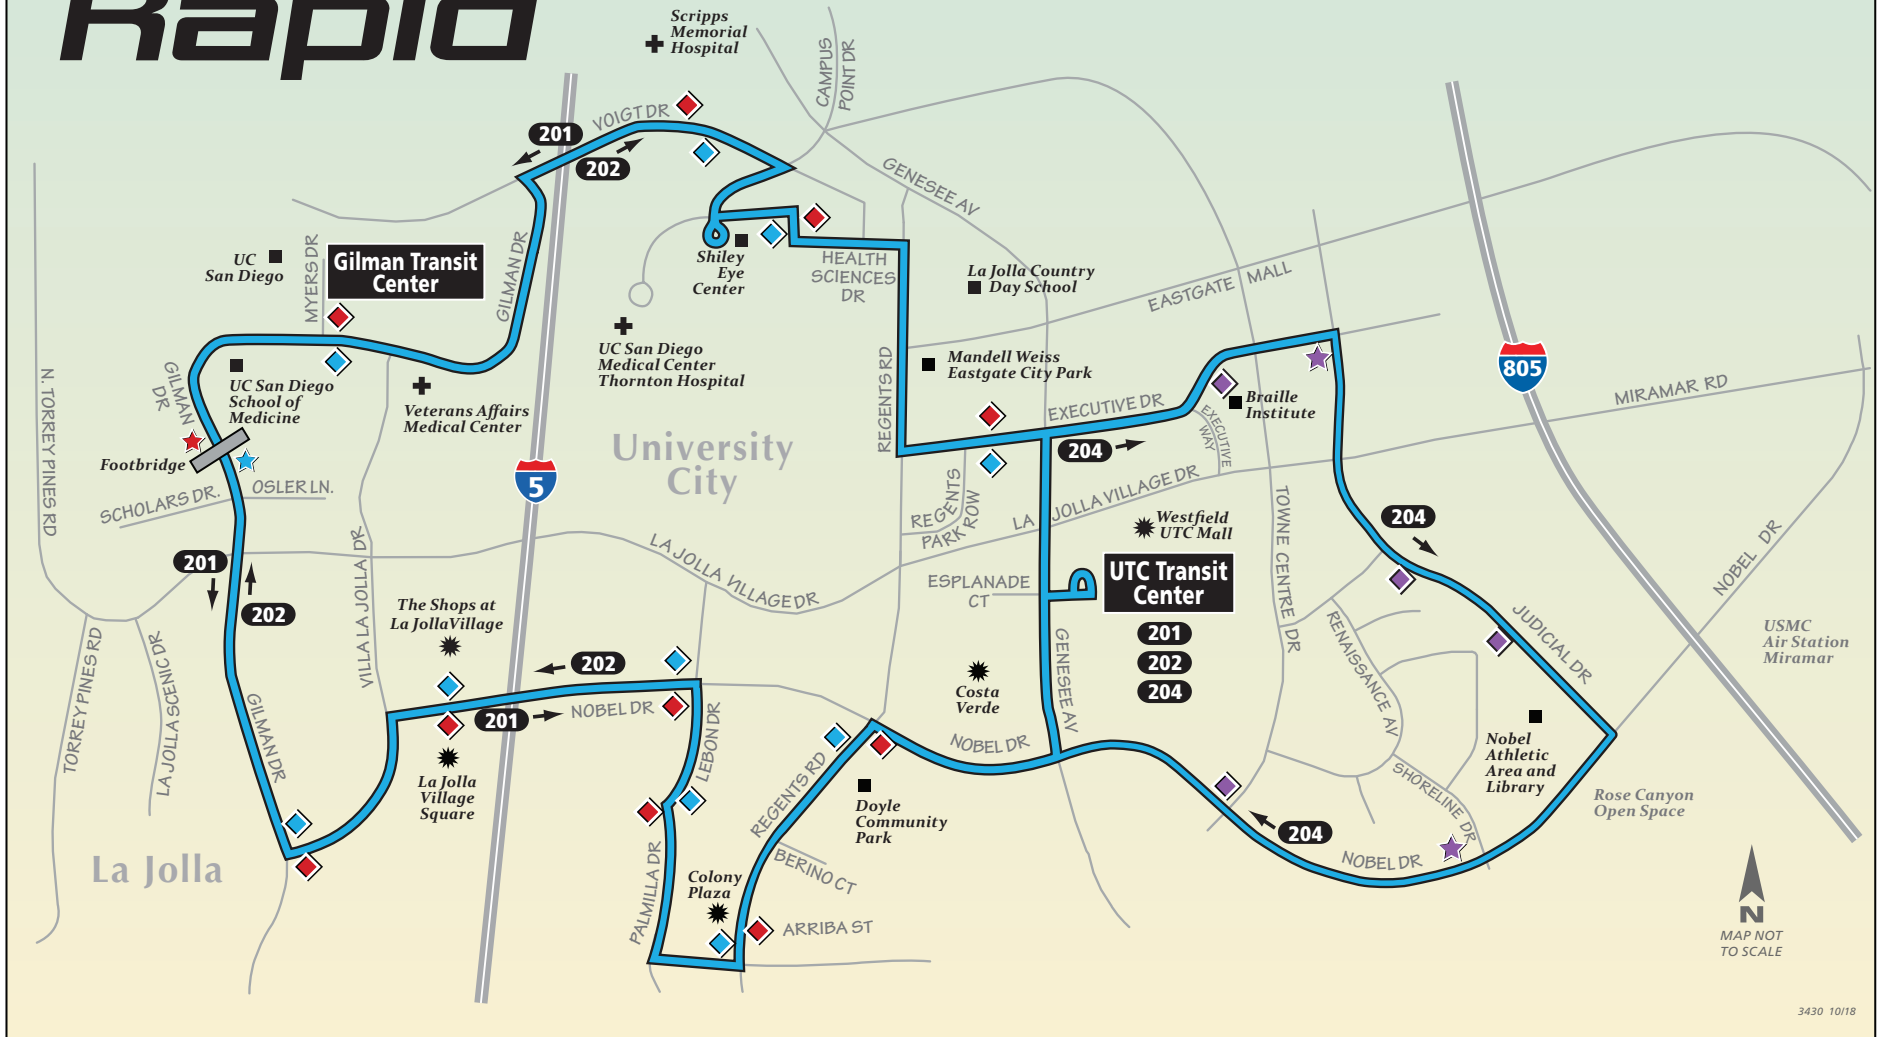 Rapid
Scripps
Memorial
Hospital
CAMPUS
POINT DR
VOIGT DR
201
202
GENESEE AV
UC
San Diego
MYERS DR
Gilman Transit
Center
GILMAN DR
Shiley
Eye
Center
HEALTH
SCIENCES
DR
La Jolla Country
Day School
EASTGATE MALL
805
N. TORREY PINES RD
GILMAN
DR
UC San Diego
School of
Medicine
Veterans Affairs
Medical Center
UC San Diego
Medical Center
Thornton Hospital
REGENTS RD
Mandell Weiss
Eastgate City Park
EXECUTIVE DR
204
EXECUTIVE
WAY
Braille
Institute
MIRAMAR RD
Footbridge
University
City
5
SCHOLARS DR.
OSLER LN.
REGENTS
PARK ROW
LA JOLLA VILLAGE DR
Westfield
UTC Mall
TOWNE CENTRE DR
204
201
202
VILLA LA JOLLA DR
LA JOLLA VILLAGE DR
ESPLANADE
CT
UTC Transit
Center
201
202
204
NOBEL DR
The Shops at
La JollaVillage
TORREY PINES RD
LA JOLLA SCENIC DR
GENESEE AV
RENAISSANCE AV
JUDICIAL DR
USMC
Air Station
Miramar
202
201
NOBEL DR
LEBON DR
Costa
Verde
GILMAN DR
NOBEL DR
REGENTS RD
La Jolla
Village
Square
Doyle
Community
Park
Nobel
Athletic
Area and
Library
SHORELINE DR
Rose Canyon
Open Space
204
NOBEL DR
La Jolla
PALMILLA DR
Colony
Plaza
BERINO CT
ARRIBA ST
N
MAP NOT
TO SCALE
3430 10/18